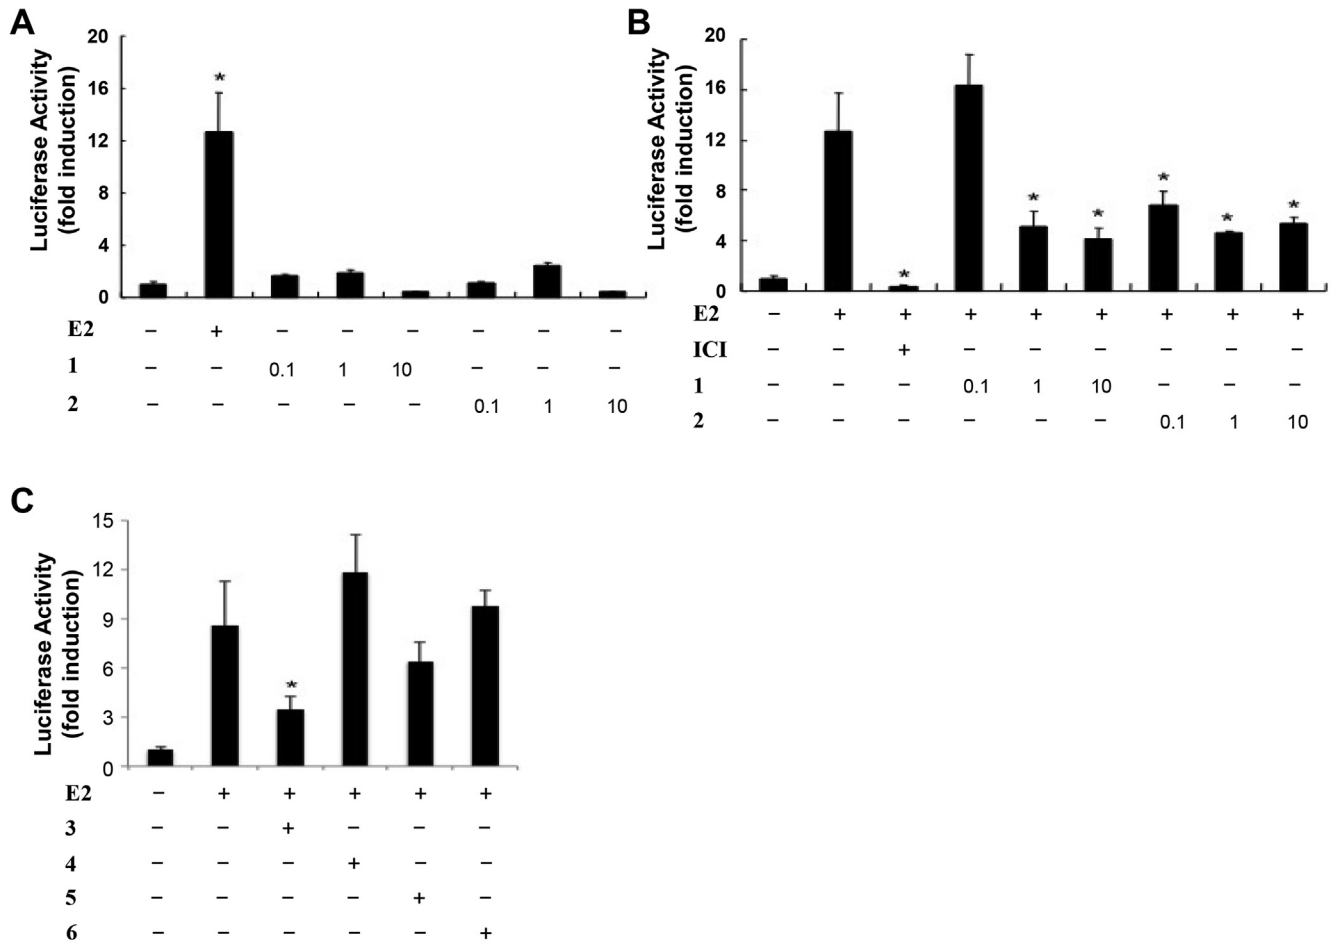 A
Luciferase Activity
(fold induction)
20
16
12
8
4
0
*
E2 – + – – – – – –
1 – – 0.1 1 10 – – –
2 – – – – – 0.1 1 10
B
Luciferase Activity
(fold induction)
20
16
12
8
4
0
* * * * * *
E2 – + + + + + + + +
ICI – – + – – – – – –
1 – – – 0.1 1 10 – – –
2 – – – – – – 0.1 1 10
C
Luciferase Activity
(fold induction)
15
12
9
6
3
0
*
E2 – + + + + +
3 – – + – – –
4 – – – + – –
5 – – – – + –
6 – – – – – +